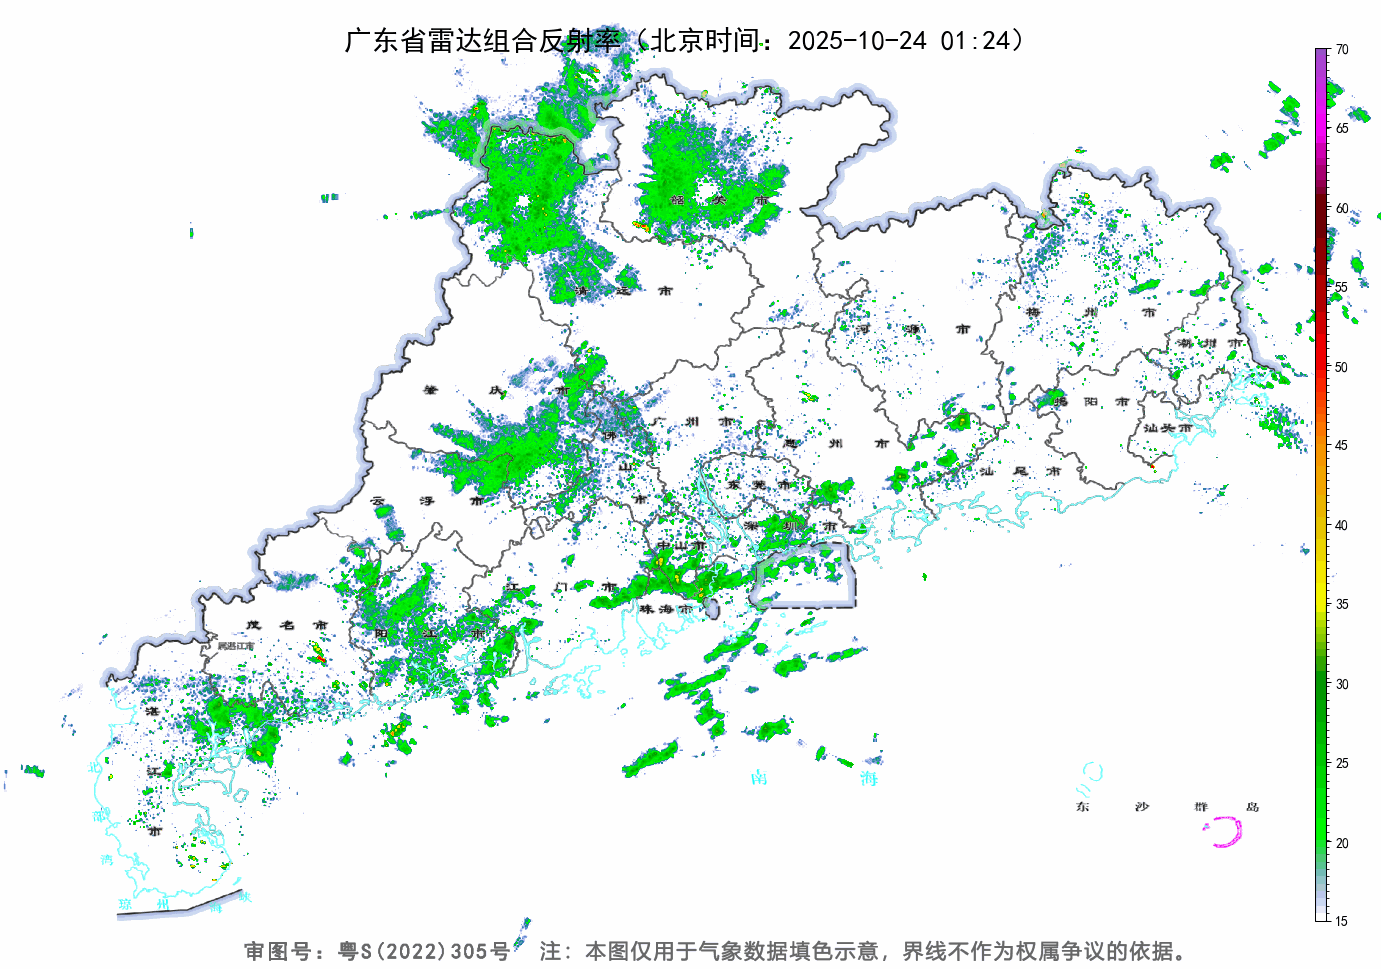 广东省雷达组合反射率（北京时间：2025-10-24 01:24）
70
65
60
55
50
45
40
35
30
25
20
15
韶 关 市
清 远 市
河 源 市
梅 州 市
潮 州 市
肇 庆 市
广 州 市
佛 山 市
惠 州 市
揭 阳 市
汕头市
汕 尾 市
东 莞 市
云 浮 市
深 圳 市
中山市
江 门 市
珠海市
茂 名 市
阳 江 市
属湛江市
湛 江 市
北 部 湾
南 海
东 沙 群 岛
琼 州 海 峡
审图号：粤S(2022)305号 注：本图仅用于气象数据填色示意，界线不作为权属争议的依据。